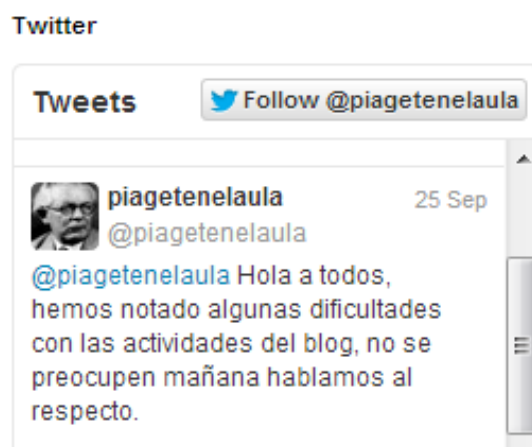 Twitter
Tweets
Follow @piagetenelaula
piagetenelaula
25 Sep
@piagetenelaula
@piagetenelaula Hola a todos,
hemos notado algunas dificultades
con las actividades del blog, no se
preocupen mañana hablamos al
respecto.